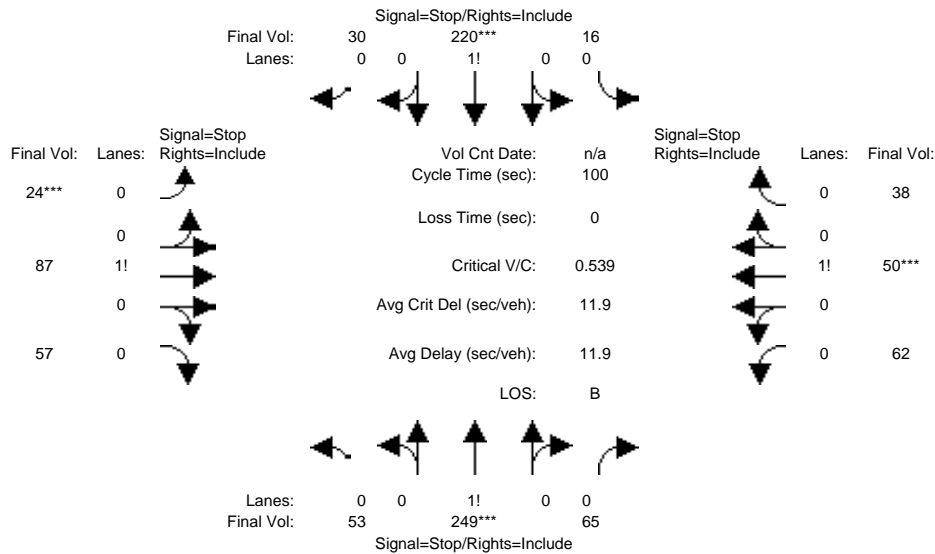 Signal=Stop/Rights=Include
Final Vol: 30 220*** 16
Lanes: 0 0 1! 0 0
Signal=Stop Signal=Stop
Final Vol: Lanes: Rights=Include Vol Cnt Date: n/a Rights=Include Lanes: Final Vol:
Cycle Time (sec): 100
24*** 0 0 38
Loss Time (sec): 0
0 0
87 1! Critical V/C: 0.539 1! 50***
0 Avg Crit Del (sec/veh): 11.9 0
57 0 Avg Delay (sec/veh): 11.9 0 62
LOS: B
Lanes: 0 0 1! 0 0
Final Vol: 53 249*** 65
Signal=Stop/Rights=Include